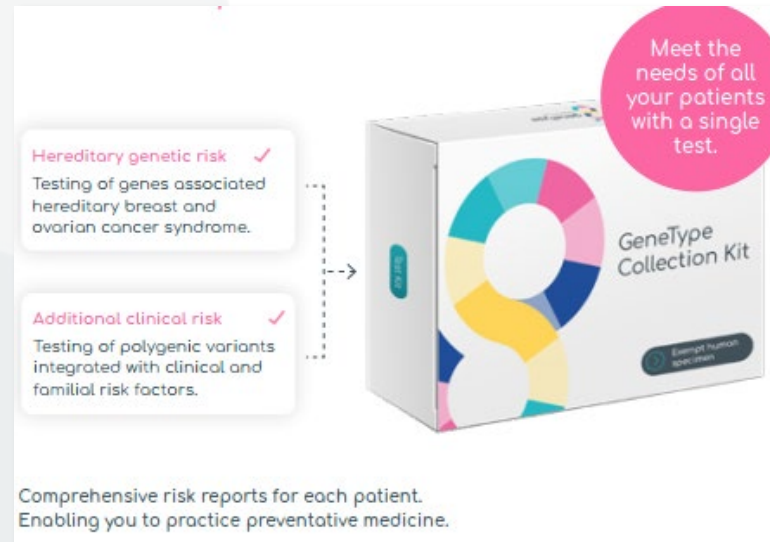 Meet the
needs of all
your patients
with a single
test.
Hereditary genetic risk
Testing of genes associated
hereditary breast and
ovarian cancer syndrome.
Additional clinical risk
Testing of polygenic variants
integrated with clinical and
familial risk factors.
Test Kit
GeneType
Collection Kit
Exempt human
specimen
Comprehensive risk reports for each patient.
Enabling you to practice preventative medicine.